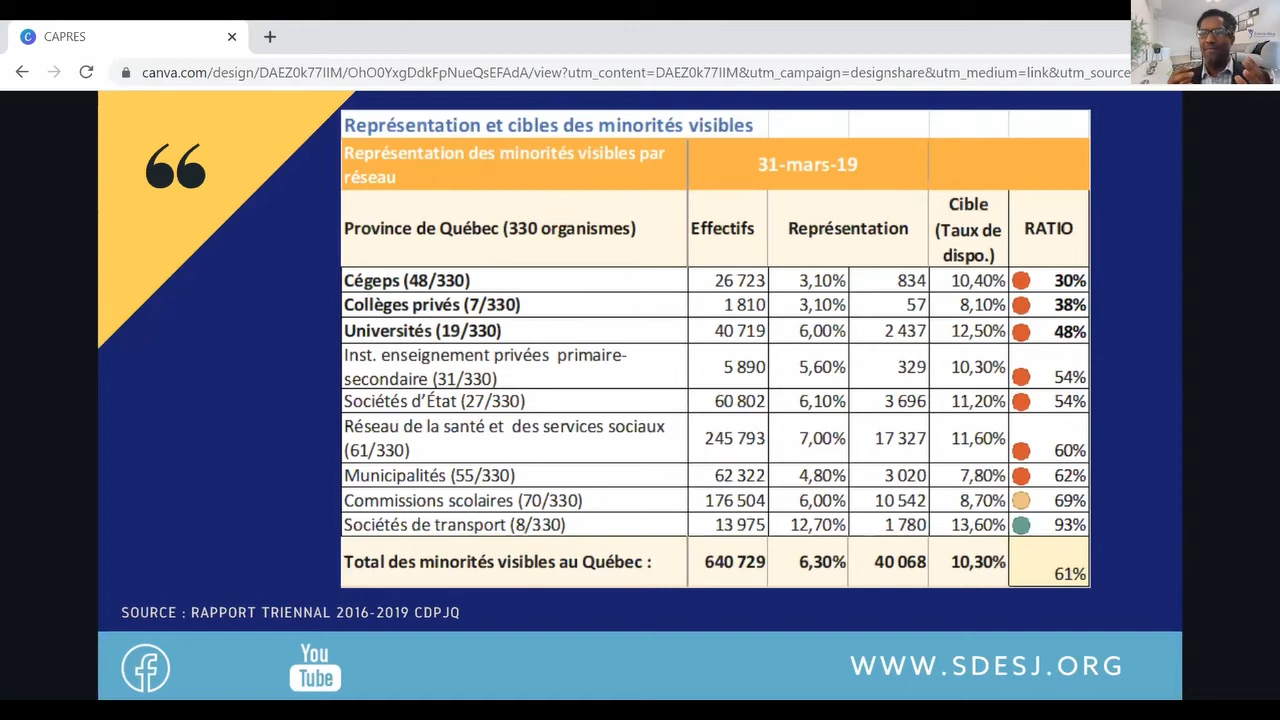 CAPRES
canva.com/design/DAEZ0k77IIM/OhO0YxgDdkFpNueQsEFAdA/view?utm_content=DAEZ0k77IIM&utm_campaign=designshare&utm_medium=link&utm_source
Représentation et cibles des minorités visibles
Représentation des minorités visibles par
réseau
31-mars-19
Province de Québec (330 organismes) Effectifs Représentation Cible
(Taux de
dispo.) RATIO
Cégeps (48/330) 26 723 3,10% 834 10,40% 30%
Collèges privés (7/330) 1 810 3,10% 57 8,10% 38%
Universités (19/330) 40 719 6,00% 2 437 12,50% 48%
Inst. enseignement privées primaire-
secondaire (31/330) 5 890 5,60% 329 10,30% 54%
Sociétés d’État (27/330) 60 802 6,10% 3 696 11,20% 54%
Réseau de la santé et des services sociaux
(61/330) 245 793 7,00% 17 327 11,60% 60%
Municipalités (55/330) 62 322 4,80% 3 020 7,80% 62%
Commissions scolaires (70/330) 176 504 6,00% 10 542 8,70% 69%
Sociétés de transport (8/330) 13 975 12,70% 1 780 13,60% 93%
Total des minorités visibles au Québec : 640 729 6,30% 40 068 10,30% 61%
SOURCE : RAPPORT TRIENNAL 2016-2019 CDPJQ
You
Tube
WWW.SDESJ.ORG